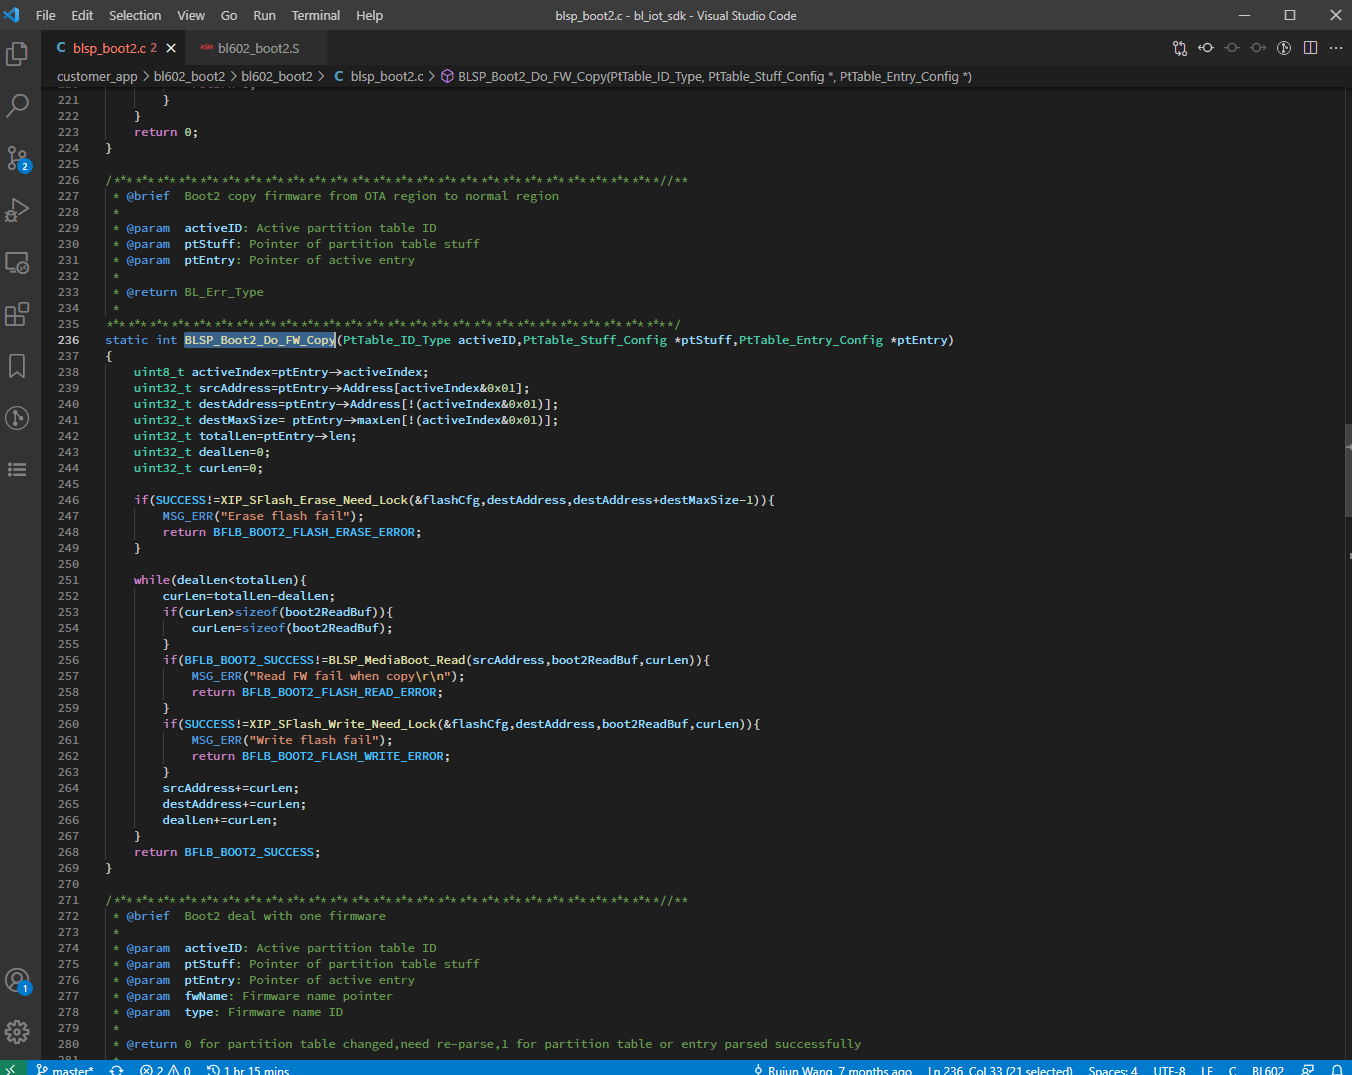 File Edit Selection View Go Run Terminal Help blsp_boot2.c - bl_iot_sdk - Visual Studio Code
C blsp_boot2.c 2 ASM bl602_boot2.S
customer_app > bl602_boot2 > bl602_boot2 > C blsp_boot2.c > BLSP_Boot2_Do_FW_Copy(PtTable_ID_Type, PtTable_Stuff_Config *, PtTable_Entry_Config *)
221 }
222 }
223 return 0;
224 }
225
226 /****************************************************************************//**
227 * @brief Boot2 copy firmware from OTA region to normal region
228 *
229 * @param activeID: Active partition table ID
230 * @param ptStuff: Pointer of partition table stuff
231 * @param ptEntry: Pointer of active entry
232 *
233 * @return BL_Err_Type
234 *
235 *******************************************************************************/
236 static int BLSP_Boot2_Do_FW_Copy(PtTable_ID_Type activeID,PtTable_Stuff_Config *ptStuff,PtTable_Entry_Config *ptEntry)
237 {
238 uint8_t activeIndex=ptEntry->activeIndex;
239 uint32_t srcAddress=ptEntry->Address[activeIndex&0x01];
240 uint32_t destAddress=ptEntry->Address[!(activeIndex&0x01)];
241 uint32_t destMaxSize= ptEntry->maxLen[!(activeIndex&0x01)];
242 uint32_t totalLen=ptEntry->len;
243 uint32_t dealLen=0;
244 uint32_t curLen=0;
245
246 if(SUCCESS!=XIP_SFlash_Erase_Need_Lock(&flashCfg,destAddress,destAddress+destMaxSize-1)){
247 MSG_ERR("Erase flash fail");
248 return BFLB_BOOT2_FLASH_ERASE_ERROR;
249 }
250
251 while(dealLen<totalLen){
252 curLen=totalLen-dealLen;
253 if(curLen>sizeof(boot2ReadBuf)){
254 curLen=sizeof(boot2ReadBuf);
255 }
256 if(BFLB_BOOT2_SUCCESS!=BLSP_MediaBoot_Read(srcAddress,boot2ReadBuf,curLen)){
257 MSG_ERR("Read FW fail when copy\r\n");
258 return BFLB_BOOT2_FLASH_READ_ERROR;
259 }
260 if(SUCCESS!=XIP_SFlash_Write_Need_Lock(&flashCfg,destAddress,boot2ReadBuf,curLen)){
261 MSG_ERR("Write flash fail");
262 return BFLB_BOOT2_FLASH_WRITE_ERROR;
263 }
264 srcAddress+=curLen;
265 destAddress+=curLen;
266 dealLen+=curLen;
267 }
268 return BFLB_BOOT2_SUCCESS;
269 }
270
271 /****************************************************************************//**
272 * @brief Boot2 deal with one firmware
273 *
274 * @param activeID: Active partition table ID
275 * @param ptStuff: Pointer of partition table stuff
276 * @param ptEntry: Pointer of active entry
277 * @param fwName: Firmware name pointer
278 * @param type: Firmware name ID
279 *
280 * @return 0 for partition table changed,need re-parse,1 for partition table or entry parsed successfully
281 *
2
1
master* 2 0 1 hr 15 mins Ruijun Wang, 7 months ago Ln 236, Col 33 (21 selected) Spaces: 4 UTF-8 LF C BL602